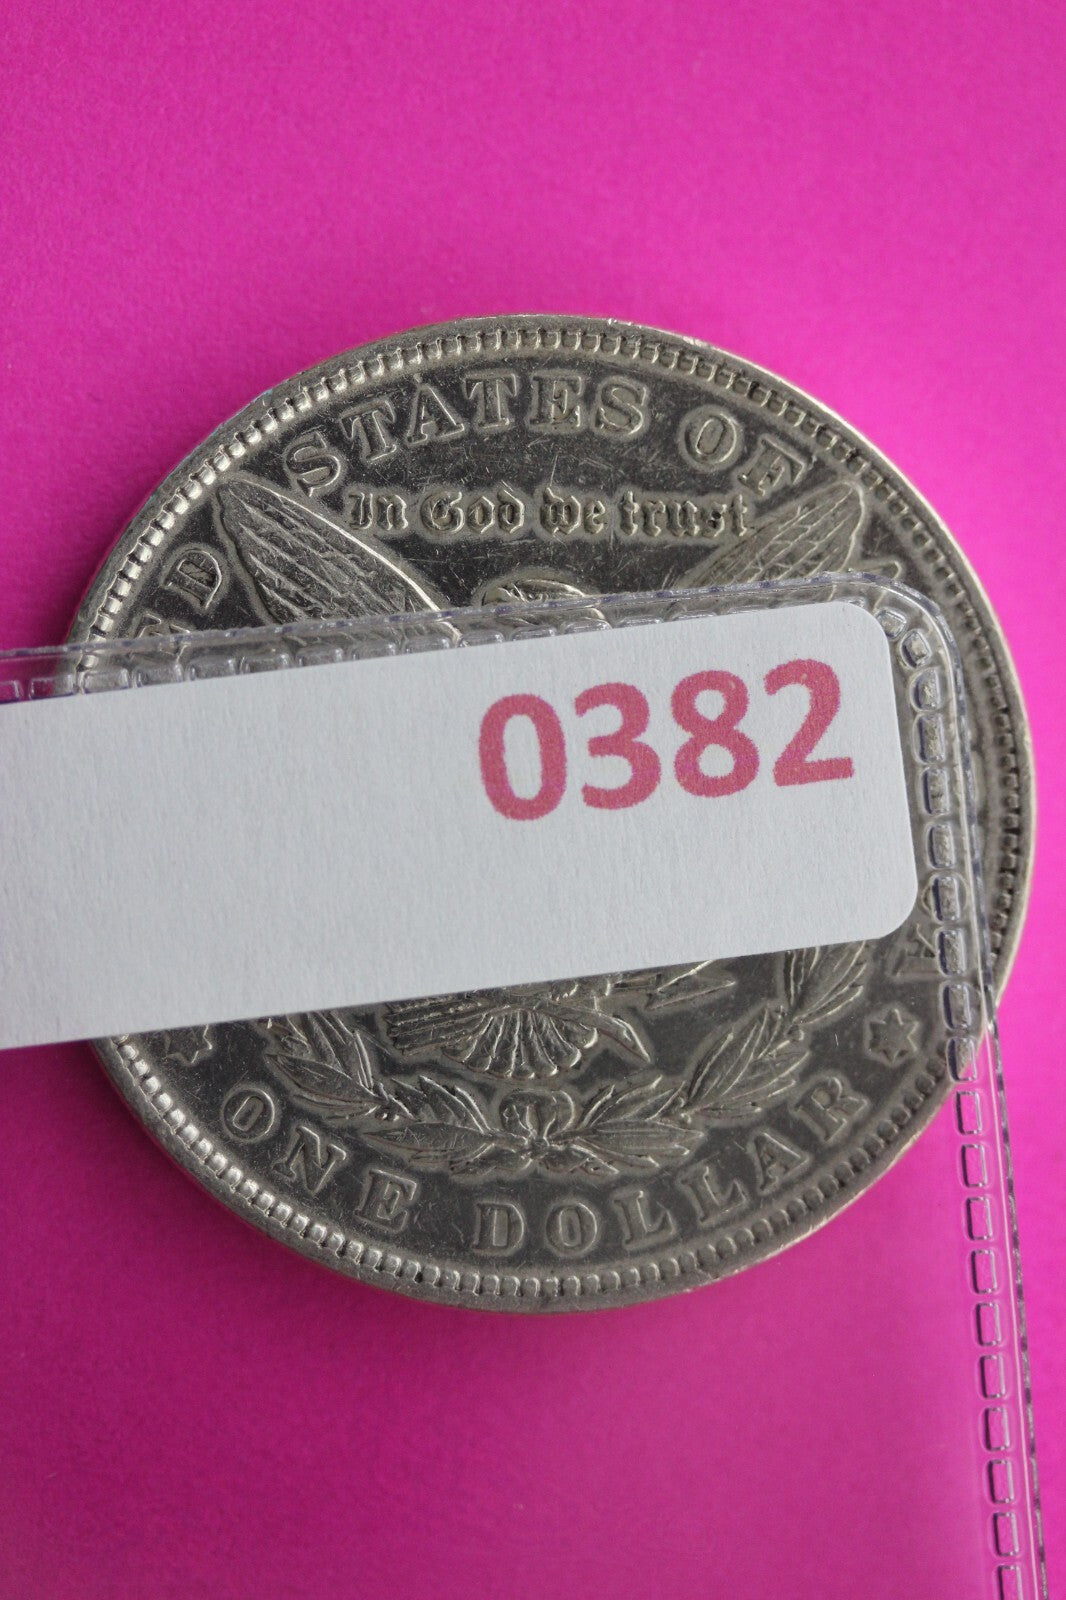 STATES OF
In God we trust
0382
ONE DOLLAR